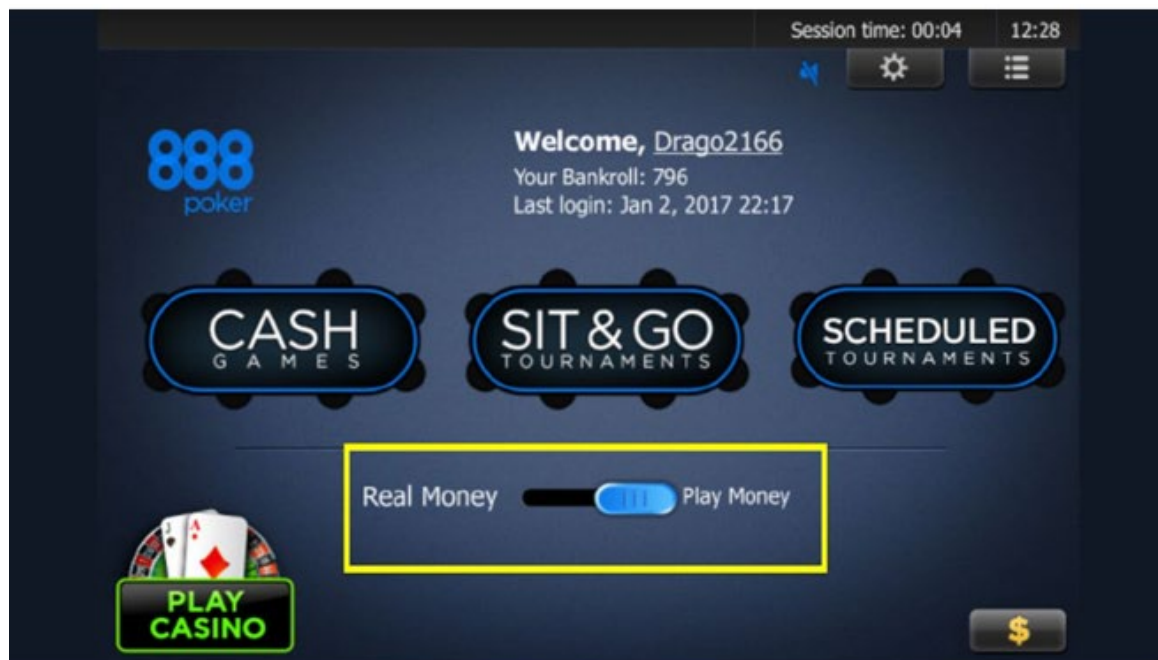 Session time: 00:04 12:28
888
poker
Welcome, Drago2166
Your Bankroll: 796
Last login: Jan 2, 2017 22:17
CASH
GAMES
SIT & GO
TOURNAMENTS
SCHEDULED
TOURNAMENTS
Real Money Play Money
J A
PLAY
CASINO
$